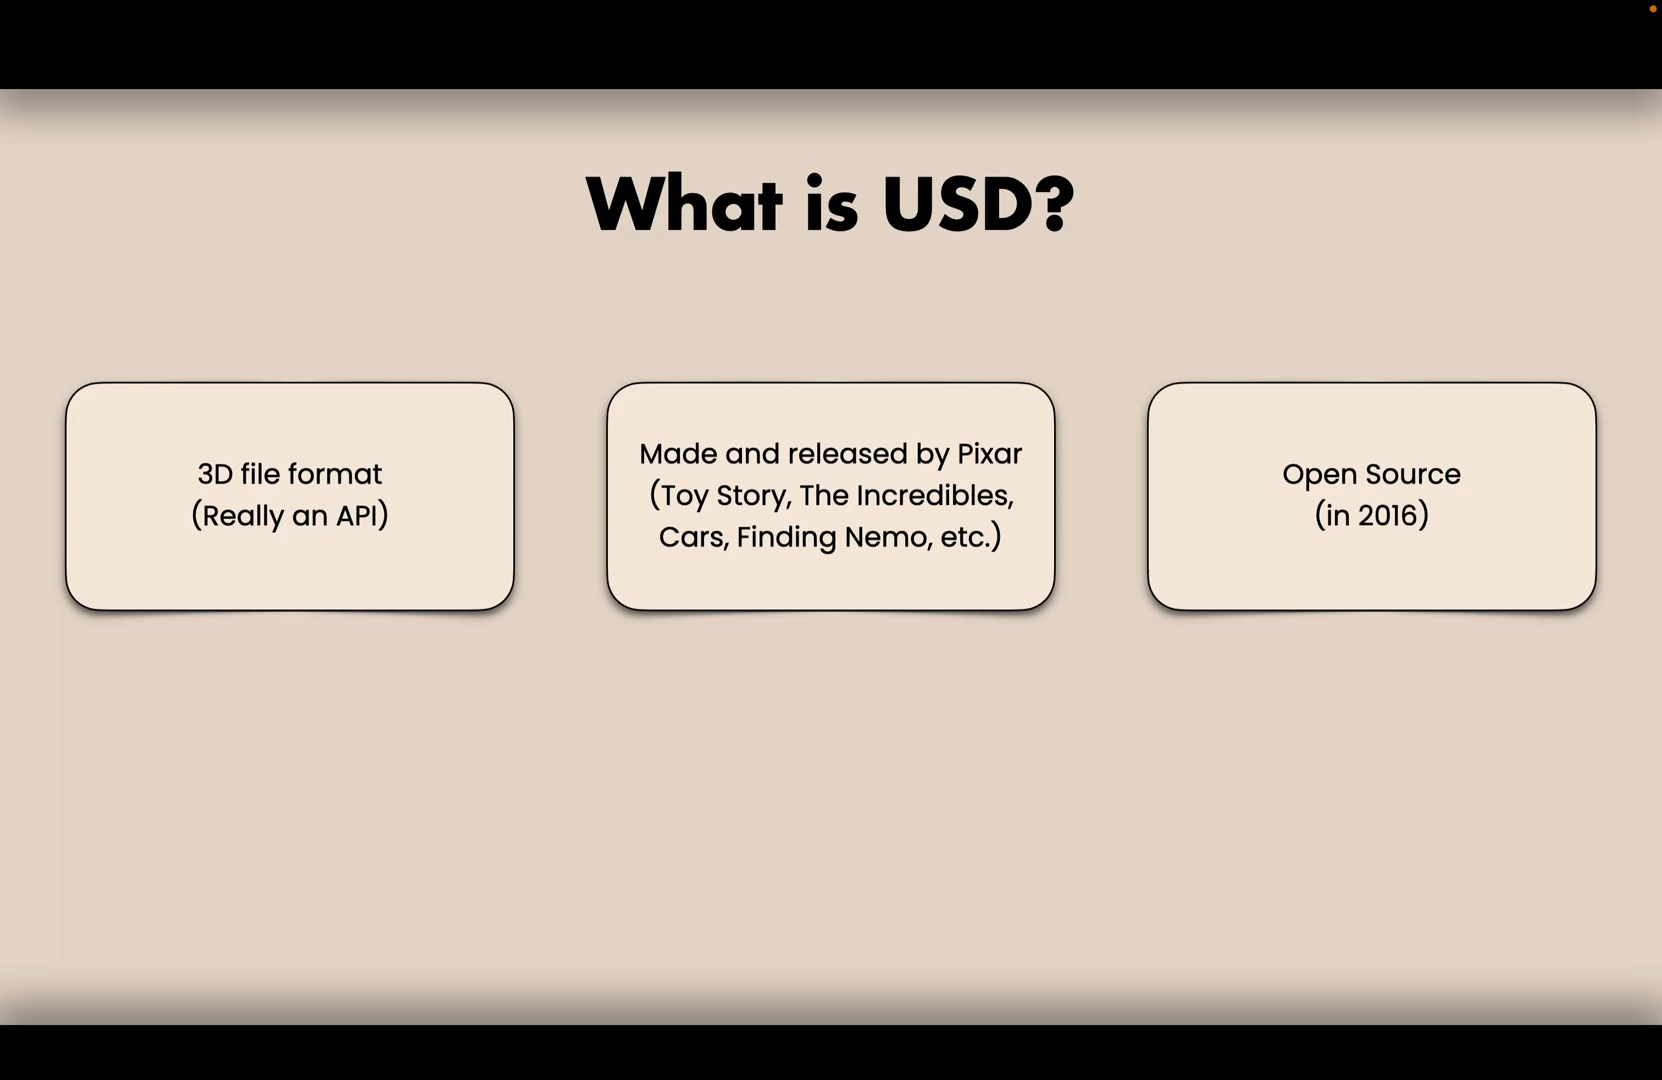 What is USD?
3D file format
(Really an API)
Made and released by Pixar
(Toy Story, The Incredibles,
Cars, Finding Nemo, etc.)
Open Source
(in 2016)